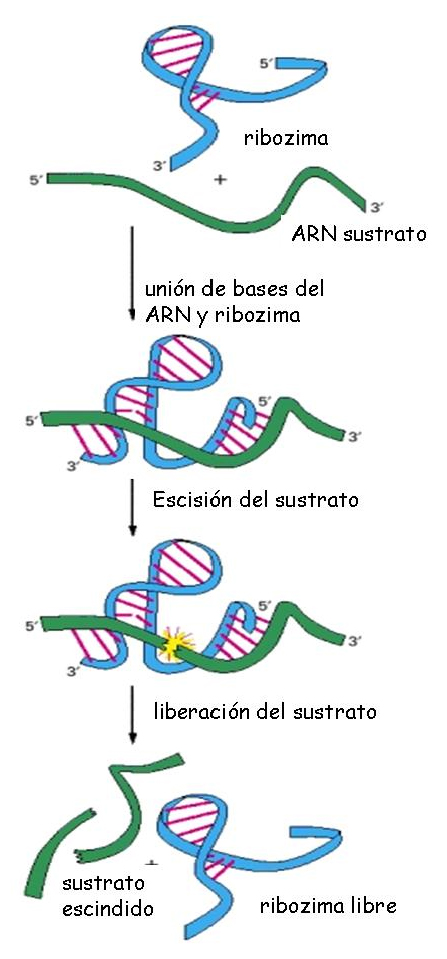 5′
ribozima
3′
+
5′
3′
ARN sustrato
unión de bases del
ARN y ribozima
5′
5′
3′
3′
Escisión del sustrato
5′
5′
3′
3′
liberación del sustrato
+
sustrato
escindido
ribozima libre